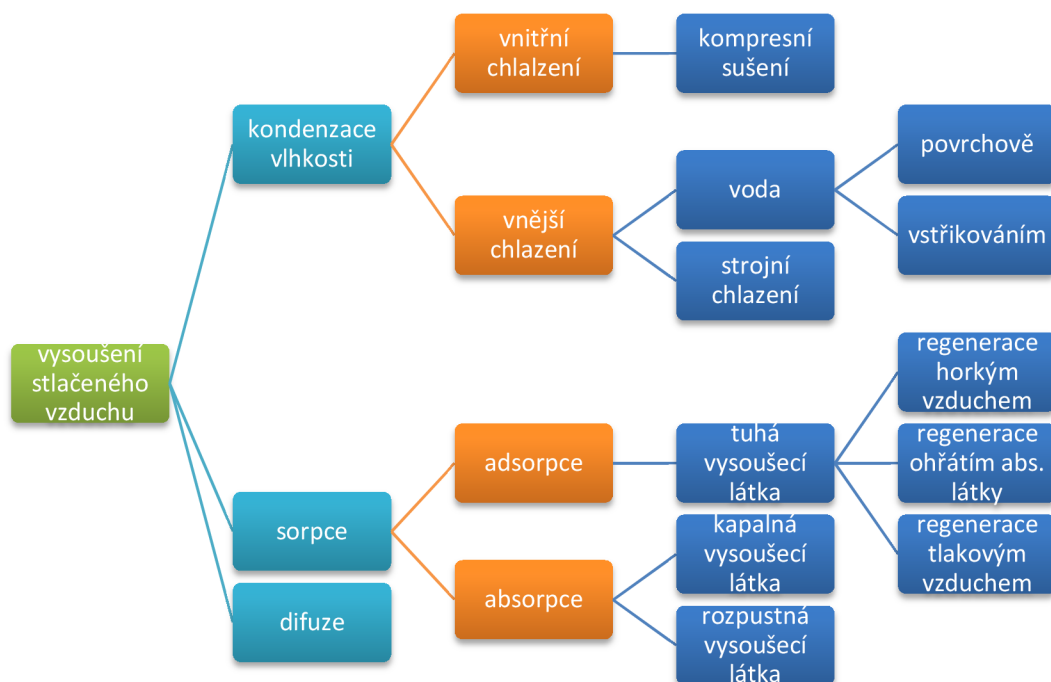 vysoušení
stlačeného
vzduchu
kondenzace
vlhkosti
vnitřní
chlalzení
kompresní
sušení
vnější
chlazení
voda
povrchově
vstřikováním
strojní
chlazení
sorpce
adsorpce
tuhá
vysoušecí
látka
regenerace
horkým
vzduchem
regenerace
ohřátím abs.
látky
regenerace
tlakovým
vzduchem
absorpce
kapalná
vysoušecí
látka
rozpustná
vysoušecí
látka
difuze